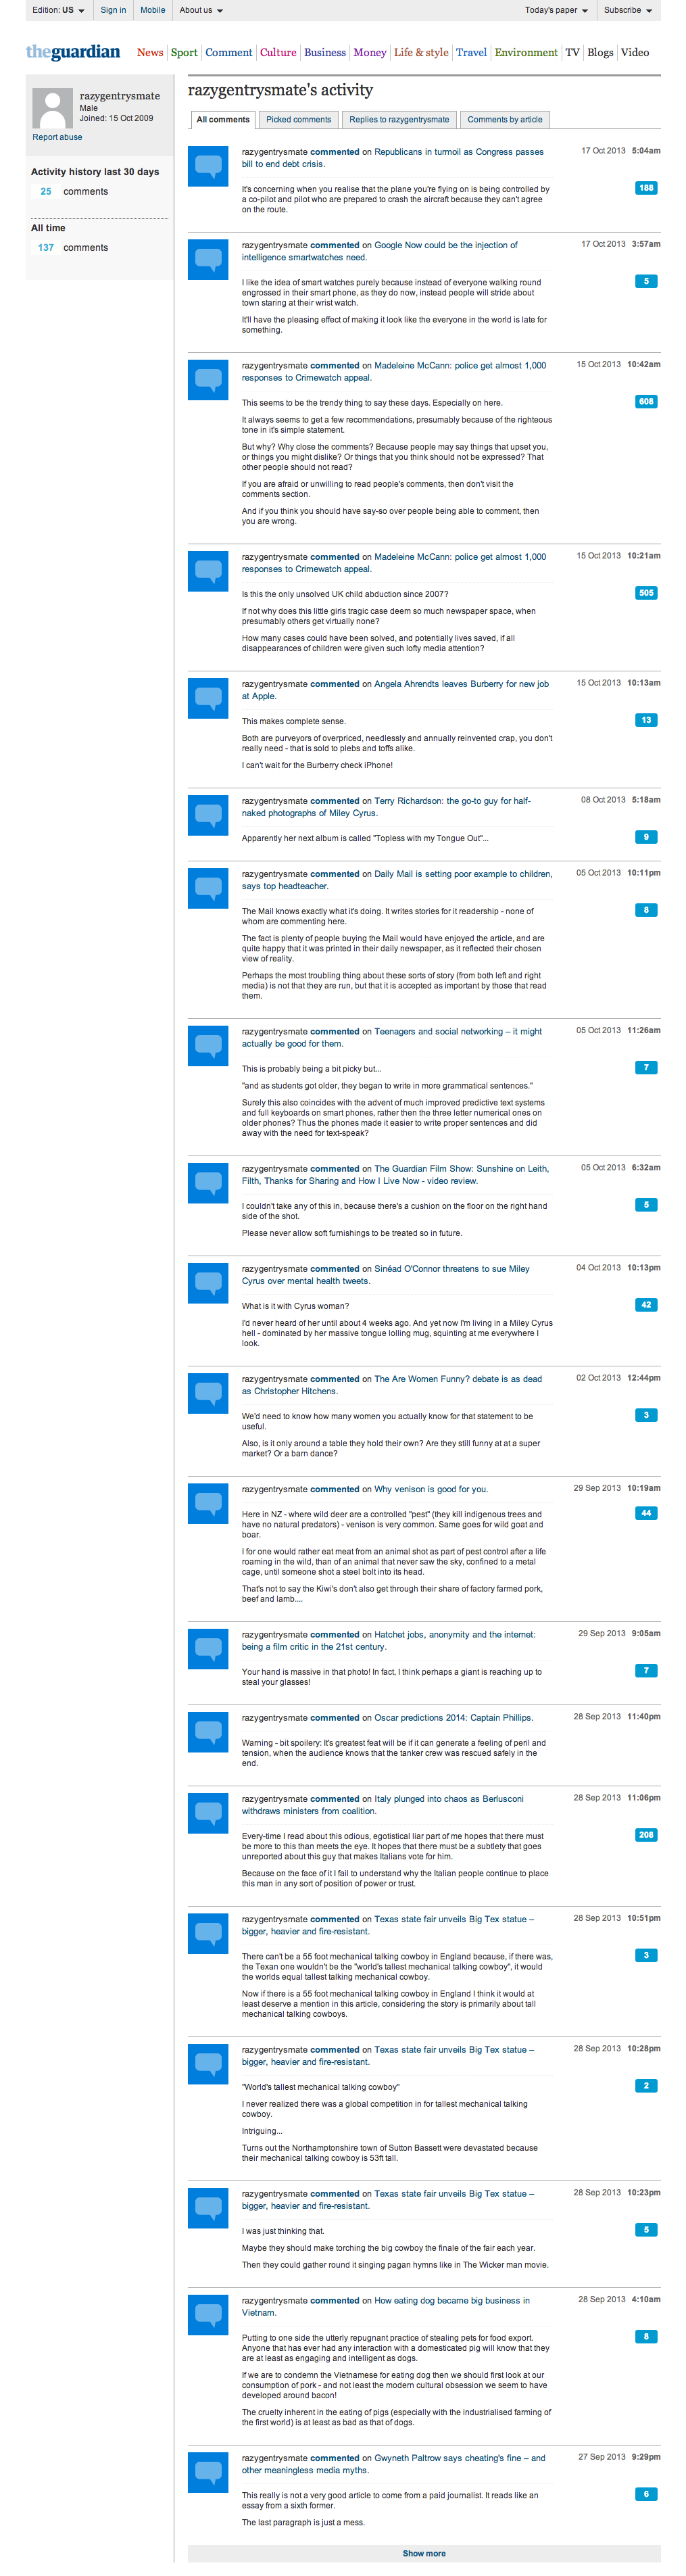 Edition: US
Sign in
Mobile
About us
Today's paper
Subscribe
theguardian
News Sport Comment Culture Business Money Life & style Travel Environment TV Blogs Video
razygentrysmate
Male
Joined: 15 Oct 2009
Report abuse
Activity history last 30 days
25 comments
All time
137 comments
razygentrysmate's activity
All comments
Picked comments
Replies to razygentrysmate
Comments by article
razygentrysmate commented on Republicans in turmoil as Congress passes
bill to end debt crisis.
17 Oct 2013 5:04am
188
It's concerning when you realise that the plane you're flying on is being controlled by
a co-pilot and pilot who are prepared to crash the aircraft because they can't agree
on the route.
razygentrysmate commented on Google Now could be the injection of
intelligence smartwatches need.
17 Oct 2013 3:57am
5
I like the idea of smart watches purely because instead of everyone walking round
engrossed in their smart phone, as they do now, instead people will stride about
town staring at their wrist watch.
It'll have the pleasing effect of making it look like the everyone in the world is late for
something.
razygentrysmate commented on Madeleine McCann: police get almost 1,000
responses to Crimewatch appeal.
15 Oct 2013 10:42am
608
This seems to be the trendy thing to say these days. Especially on here.
It always seems to get a few recommendations, presumably because of the righteous
tone in it's simple statement.
But why? Why close the comments? Because people may say things that upset you,
or things you might dislike? Or things that you think should not be expressed? That
other people should not read?
If you are afraid or unwilling to read people's comments, then don't visit the
comments section.
And if you think you should have say-so over people being able to comment, then
you are wrong.
razygentrysmate commented on Madeleine McCann: police get almost 1,000
responses to Crimewatch appeal.
15 Oct 2013 10:21am
505
Is this the only unsolved UK child abduction since 2007?
If not why does this little girls tragic case deem so much newspaper space, when
presumably others get virtually none?
How many cases could have been solved, and potentially lives saved, if all
disappearances of children were given such lofty media attention?
razygentrysmate commented on Angela Ahrendts leaves Burberry for new job
at Apple.
15 Oct 2013 10:13am
13
This makes complete sense.
Both are purveyors of overpriced, needlessly and annually reinvented crap, you don't
really need - that is sold to plebs and toffs alike.
I can't wait for the Burberry check iPhone!
razygentrysmate commented on Terry Richardson: the go-to guy for half-
naked photographs of Miley Cyrus.
08 Oct 2013 5:18am
9
Apparently her next album is called "Topless with my Tongue Out"...
razygentrysmate commented on Daily Mail is setting poor example to children,
says top headteacher.
05 Oct 2013 10:11pm
8
The Mail knows exactly what it's doing. It writes stories for it readership - none of
whom are commenting here.
The fact is plenty of people buying the Mail would have enjoyed the article, and are
quite happy that it was printed in their daily newspaper, as it reflected their chosen
view of reality.
Perhaps the most troubling thing about these sorts of story (from both left and right
media) is not that they are run, but that it is accepted as important by those that read
them.
razygentrysmate commented on Teenagers and social networking – it might
actually be good for them.
05 Oct 2013 11:26am
7
This is probably being a bit picky but...
"and as students got older, they began to write in more grammatical sentences."
Surely this also coincides with the advent of much improved predictive text systems
and full keyboards on smart phones, rather then the three letter numerical ones on
older phones? Thus the phones made it easier to write proper sentences and did
away with the need for text-speak?
razygentrysmate commented on The Guardian Film Show: Sunshine on Leith,
Filth, Thanks for Sharing and How I Live Now - video review.
05 Oct 2013 6:32am
5
I couldn't take any of this in, because there's a cushion on the floor on the right hand
side of the shot.
Please never allow soft furnishings to be treated so in future.
razygentrysmate commented on Sinéad O'Connor threatens to sue Miley
Cyrus over mental health tweets.
04 Oct 2013 10:13pm
42
What is it with Cyrus woman?
I'd never heard of her until about 4 weeks ago. And yet now I'm living in a Miley Cyrus
hell - dominated by her massive tongue lolling mug, squinting at me everywhere I
look.
razygentrysmate commented on The Are Women Funny? debate is as dead
as Christopher Hitchens.
02 Oct 2013 12:44pm
3
We'd need to know how many women you actually know for that statement to be
useful.
Also, is it only around a table they hold their own? Are they still funny at at a super
market? Or a barn dance?
razygentrysmate commented on Why venison is good for you.
29 Sep 2013 10:19am
44
Here in NZ - where wild deer are a controlled "pest" (they kill indigenous trees and
have no natural predators) - venison is very common. Same goes for wild goat and
boar.
I for one would rather eat meat from an animal shot as part of pest control after a life
roaming in the wild, than of an animal that never saw the sky, confined to a metal
cage, until someone shot a steel bolt into its head.
That's not to say the Kiwi's don't also get through their share of factory farmed pork,
beef and lamb....
razygentrysmate commented on Hatchet jobs, anonymity and the internet:
being a film critic in the 21st century.
29 Sep 2013 9:05am
7
Your hand is massive in that photo! In fact, I think perhaps a giant is reaching up to
steal your glasses!
razygentrysmate commented on Oscar predictions 2014: Captain Phillips.
28 Sep 2013 11:40pm
Warning - bit spoilery: It's greatest feat will be if it can generate a feeling of peril and
tension, when the audience knows that the tanker crew was rescued safely in the
end.
razygentrysmate commented on Italy plunged into chaos as Berlusconi
withdraws ministers from coalition.
28 Sep 2013 11:06pm
208
Every-time I read about this odious, egotistical liar part of me hopes that there must
be more to this than meets the eye. It hopes that there must be a subtlety that goes
unreported about this guy that makes Italians vote for him.
Because on the face of it I fail to understand why the Italian people continue to place
this man in any sort of position of power or trust.
razygentrysmate commented on Texas state fair unveils Big Tex statue –
bigger, heavier and fire-resistant.
28 Sep 2013 10:51pm
3
There can't be a 55 foot mechanical talking cowboy in England because, if there was,
the Texan one wouldn't be the "world's tallest mechanical talking cowboy", it would
the worlds equal tallest talking mechanical cowboy.
Now if there is a 55 foot mechanical talking cowboy in England I think it would at
least deserve a mention in this article, considering the story is primarily about tall
mechanical talking cowboys.
razygentrysmate commented on Texas state fair unveils Big Tex statue –
bigger, heavier and fire-resistant.
28 Sep 2013 10:28pm
2
"World's tallest mechanical talking cowboy"
I never realized there was a global competition in for tallest mechanical talking
cowboy.
Intriguing...
Turns out the Northamptonshire town of Sutton Bassett were devastated because
their mechanical talking cowboy is 53ft tall.
razygentrysmate commented on Texas state fair unveils Big Tex statue –
bigger, heavier and fire-resistant.
28 Sep 2013 10:23pm
5
I was just thinking that.
Maybe they should make torching the big cowboy the finale of the fair each year.
Then they could gather round it singing pagan hymns like in The Wicker man movie.
razygentrysmate commented on How eating dog became big business in
Vietnam.
28 Sep 2013 4:10am
8
Putting to one side the utterly repugnant practice of stealing pets for food export.
Anyone that has ever had any interaction with a domesticated pig will know that they
are at least as engaging and intelligent as dogs.
If we are to condemn the Vietnamese for eating dog then we should first look at our
consumption of pork - and not least the modern cultural obsession we seem to have
developed around bacon!
The cruelty inherent in the eating of pigs (especially with the industrialised farming of
the first world) is at least as bad as that of dogs.
razygentrysmate commented on Gwyneth Paltrow says cheating's fine – and
other meaningless media myths.
27 Sep 2013 9:29pm
6
This really is not a very good article to come from a paid journalist. It reads like an
essay from a sixth former.
The last paragraph is just a mess.
Show more